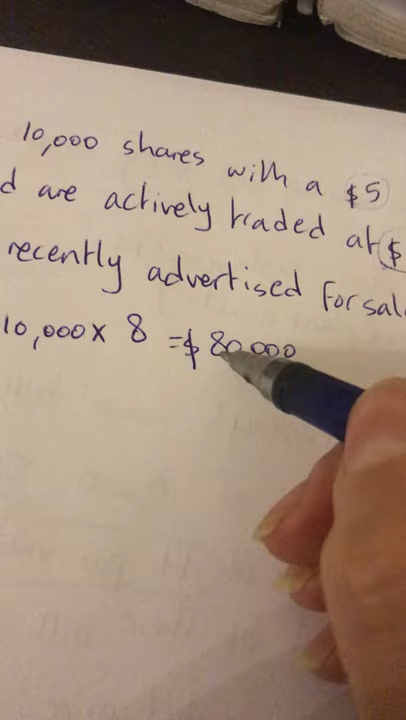 10,000 shares with a $5
d are actively traded at $
recently advertised for sal
10,000 x 8 = $80,000